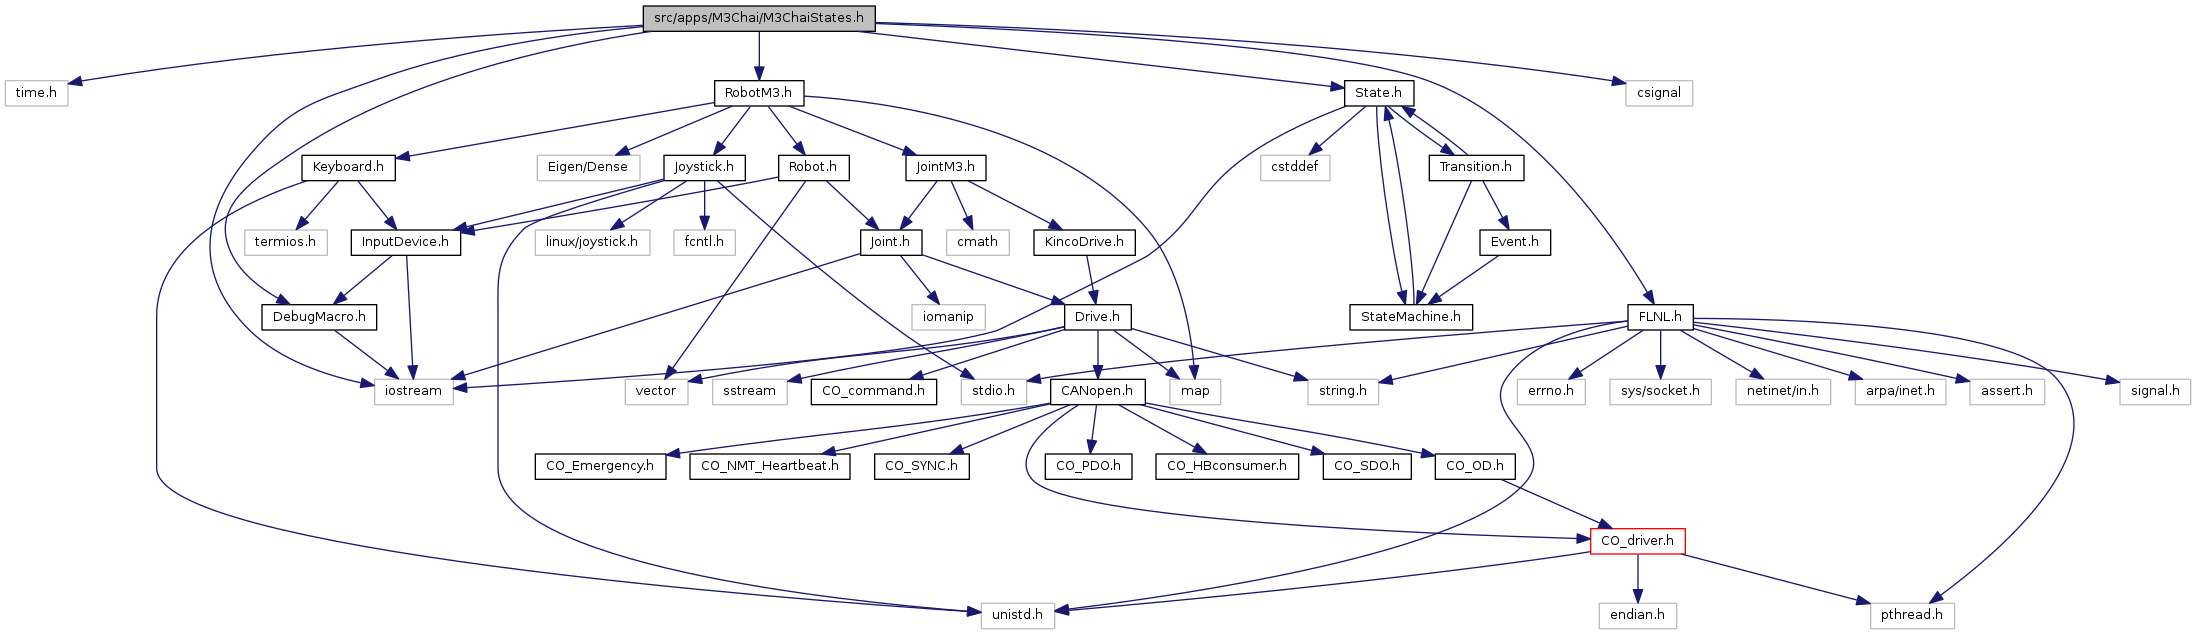 src/apps/M3Chai/M3ChaiStates.h
time.h
RobotM3.h
State.h
csignal
Keyboard.h
Eigen/Dense
Joystick.h
Robot.h
JointM3.h
cstddef
Transition.h
termios.h
InputDevice.h
linux/joystick.h
fcntl.h
Joint.h
cmath
KincoDrive.h
Event.h
DebugMacro.h
iomanip
Drive.h
StateMachine.h
FLNL.h
iostream
vector
sstream
CO_command.h
stdio.h
CANopen.h
map
string.h
errno.h
sys/socket.h
netinet/in.h
arpa/inet.h
assert.h
signal.h
CO_Emergency.h
CO_NMT_Heartbeat.h
CO_SYNC.h
CO_PDO.h
CO_HBconsumer.h
CO_SDO.h
CO_OD.h
CO_driver.h
unistd.h
endian.h
pthread.h